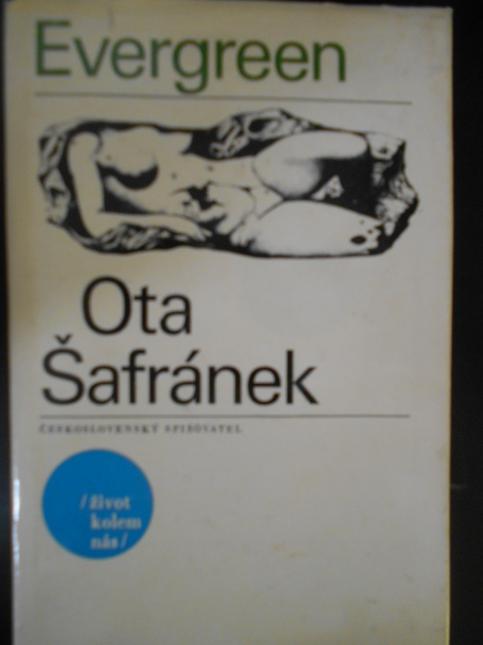 Evergreen
Ota
Šafránek
ČESKOSLOVENSKÝ SPISOVATEL
/život
kolem
nás/